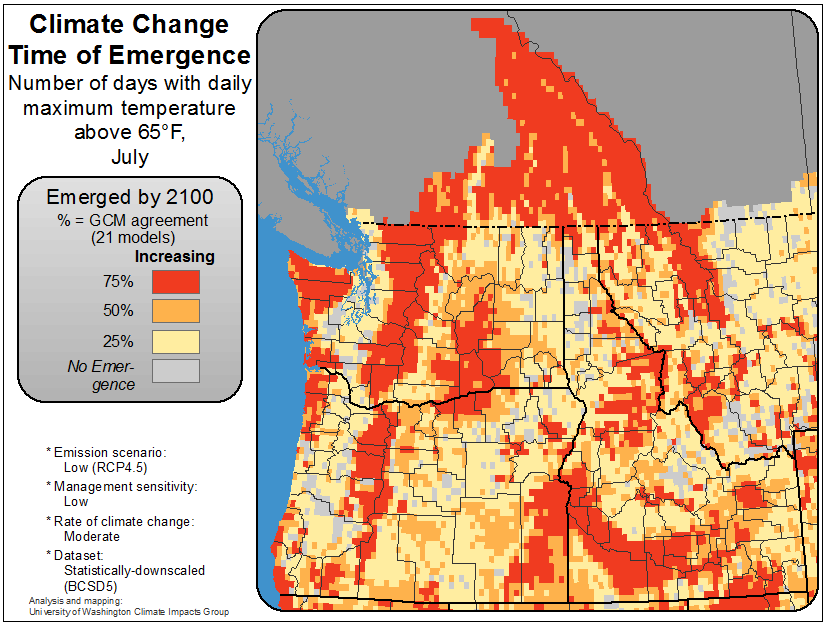 Climate Change
Time of Emergence
Number of days with daily
maximum temperature
above 65°F,
July
Emerged by 2100
% = GCM agreement
(21 models)
Increasing
75%
50%
25%
No Emer-
gence
* Emission scenario:
Low (RCP4.5)
* Management sensitivity:
Low
* Rate of climate change:
Moderate
* Dataset:
Statistically-downscaled
(BCSD5)
Analysis and mapping:
University of Washington Climate Impacts Group